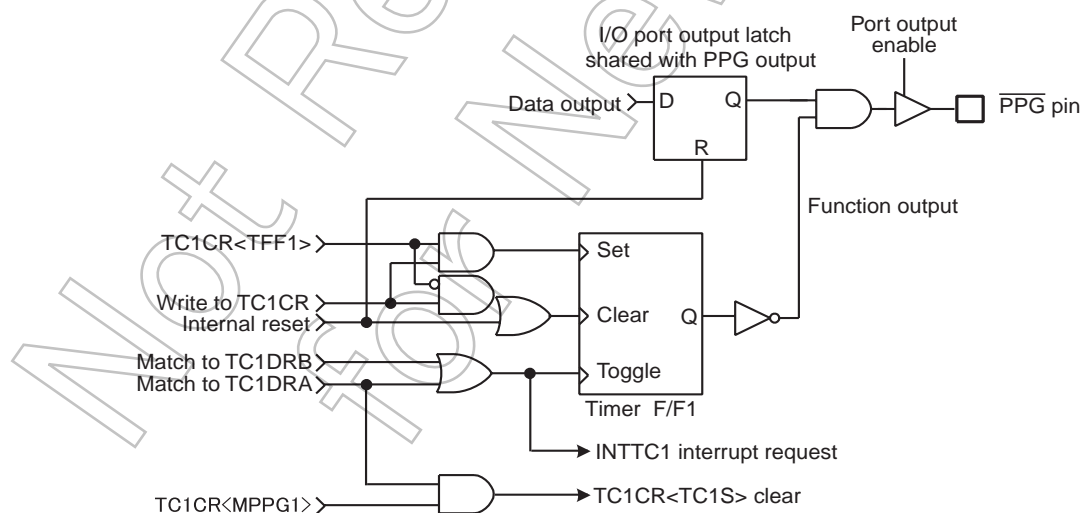 I/O port output latch
shared with PPG output
Port output
enable
Data output
D
Q
R
PPG pin
Function output
TC1CR<TFF1>
Set
Write to TC1CR
Internal reset
Clear
Q
Match to TC1DRB
Match to TC1DRA
Toggle
Timer F/F1
INTTC1 interrupt request
TC1CR<TC1S> clear
TC1CR<MPPG1>